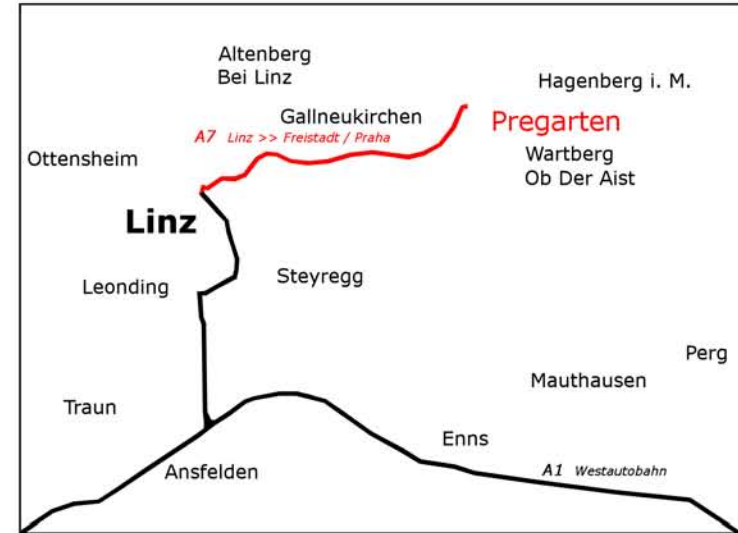 Altenberg
Bei Linz
Hagenberg i. M.
Gallneukirchen
Pregarten
A7 Linz >> Freistadt / Praha
Ottensheim
Wartberg
Ob Der Aist
Linz
Leonding
Steyregg
Perg
Mauthausen
Traun
Enns
Ansfelden
A1 Westautobahn